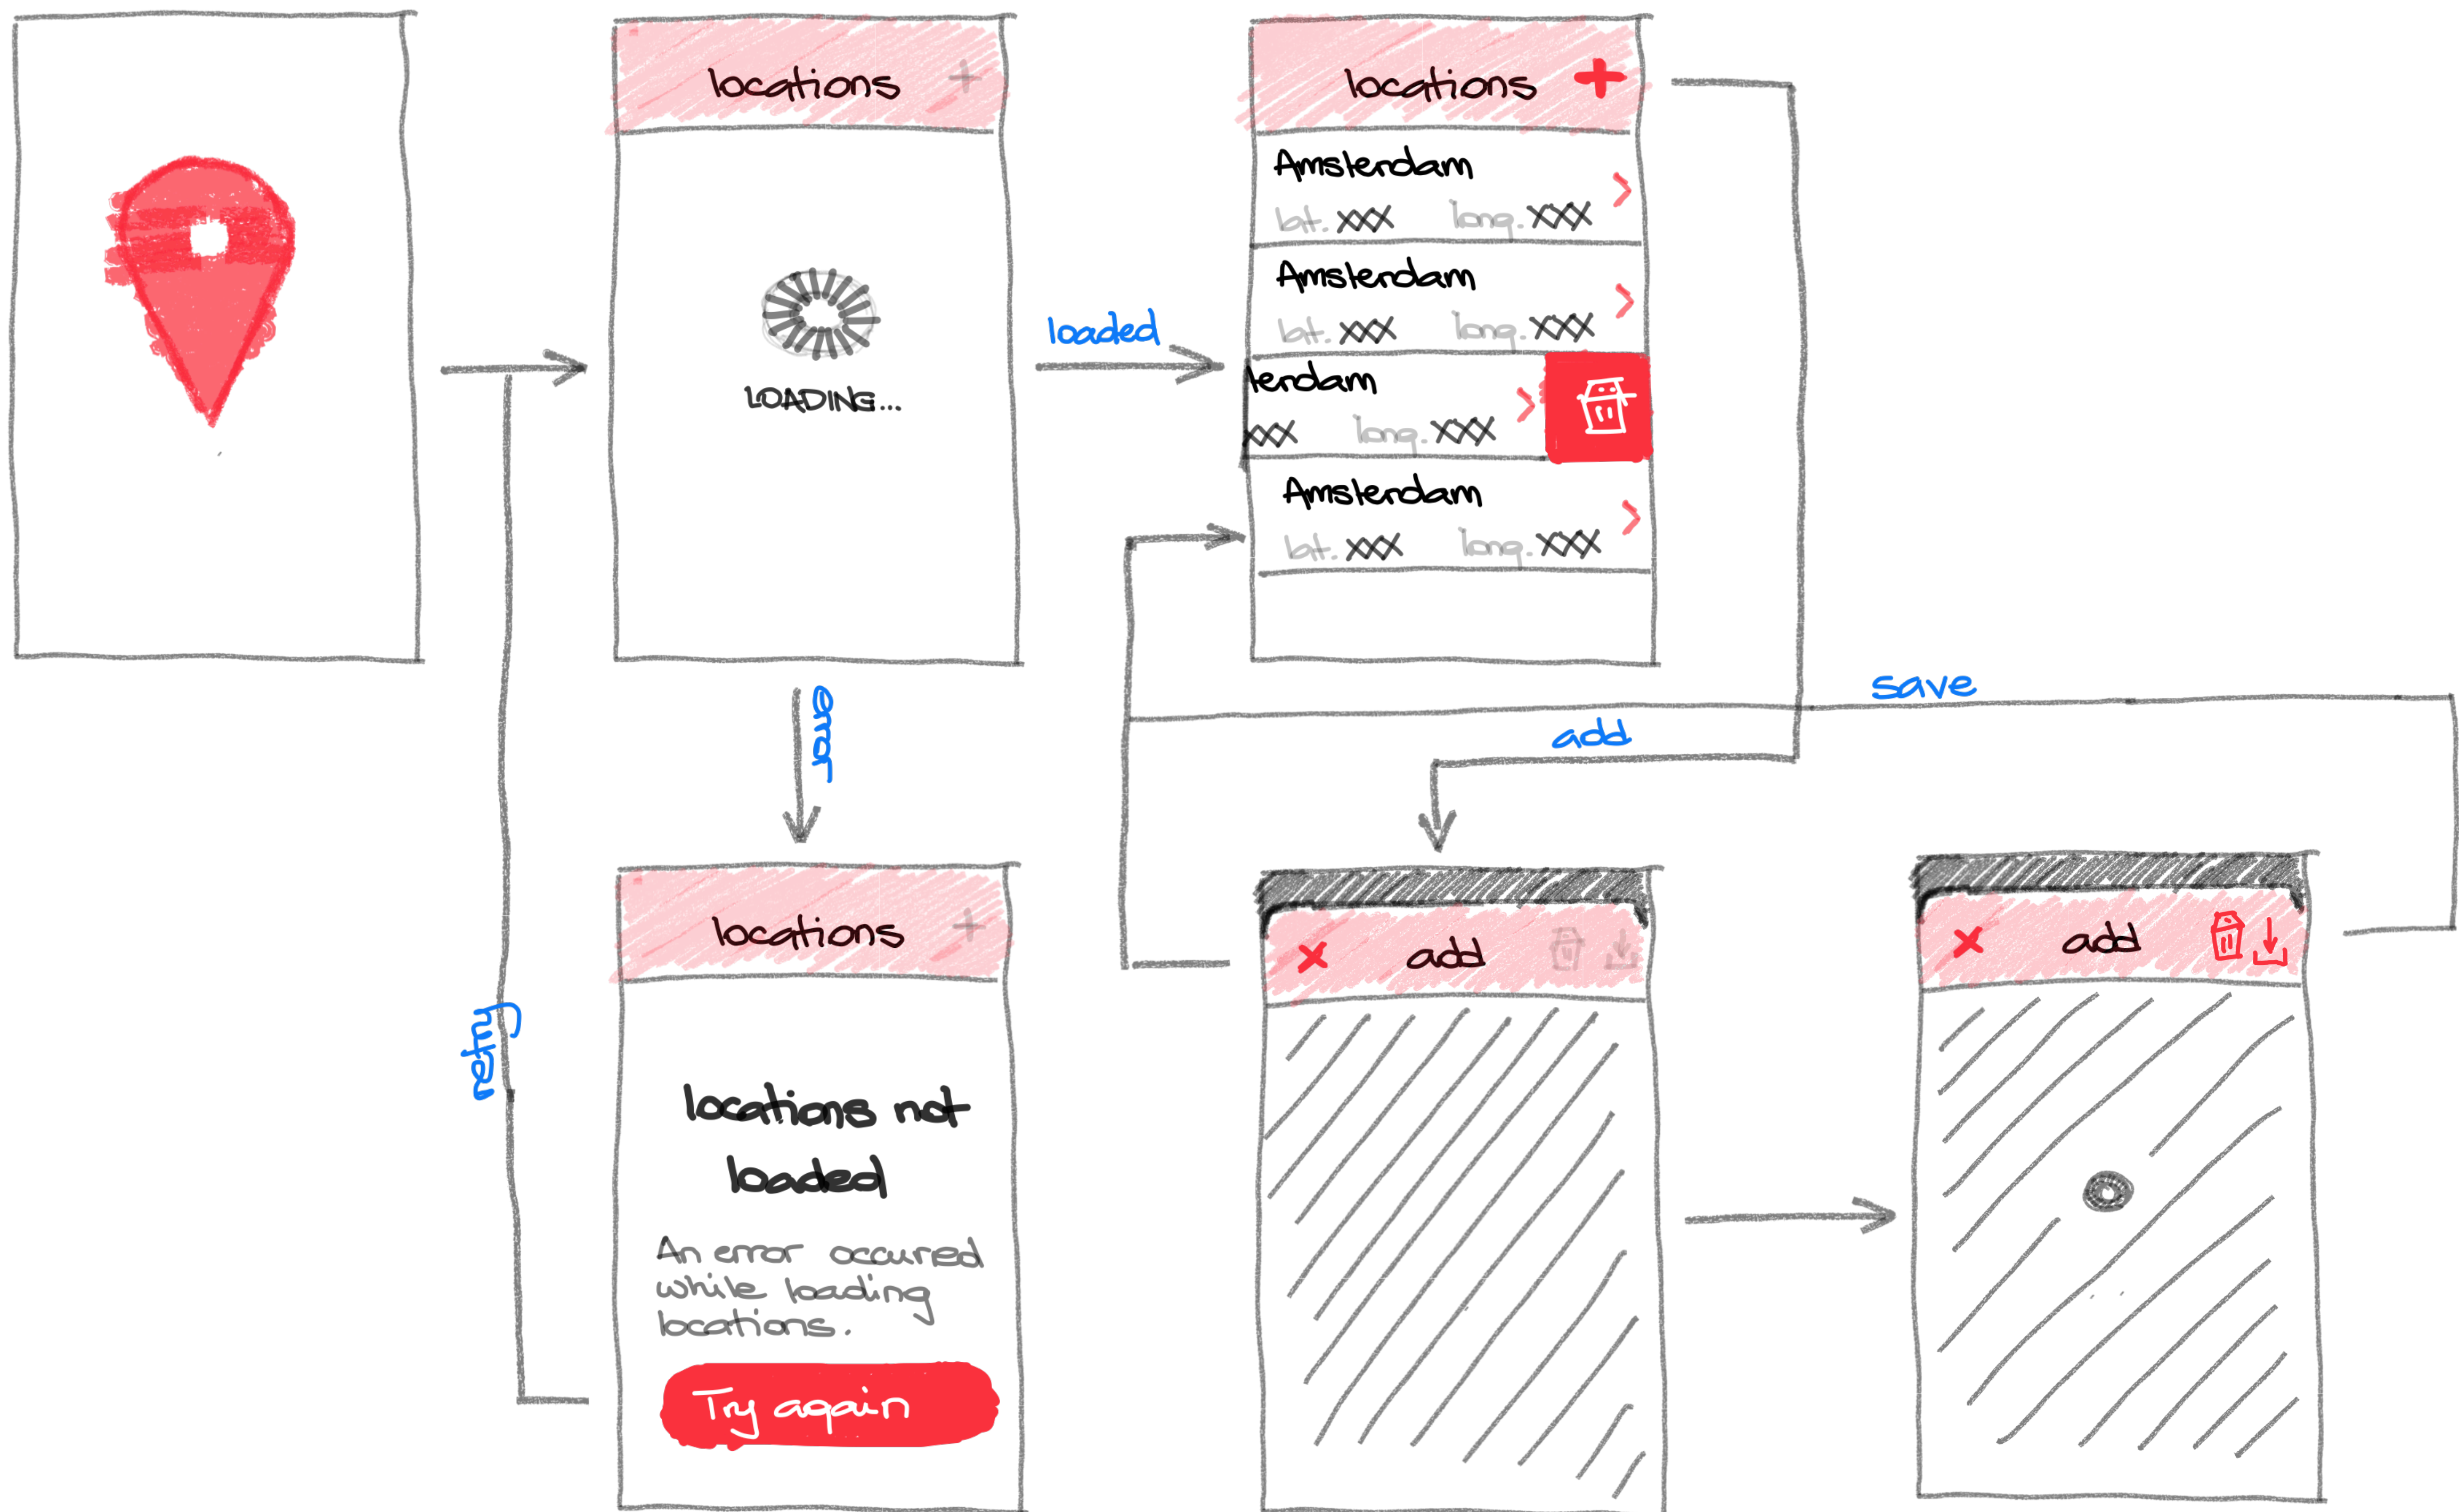 locations +
LOADING...
loaded
locations +
Amsterdam
lat. xxx long. xxx
Amsterdam
lat. xxx long. xxx
terdam
xxx long. xxx
Amsterdam
lat. xxx long. xxx
error
save
add
retry
locations +
locations not
loaded
An error occured
while loading
locations.
Try again
x add
x add